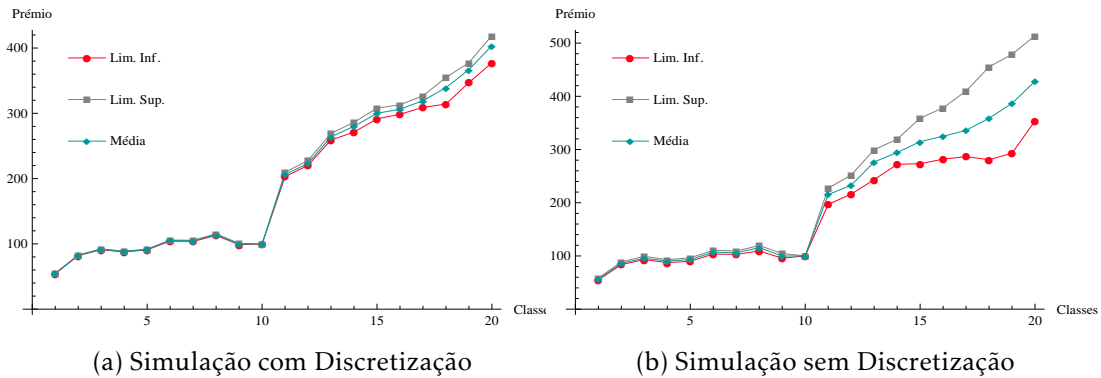 Prémio
400
300
200
100
5
10
15
20
Classes
Lim. Inf.
Lim. Sup.
Média
(a) Simulação com Discretização
Prémio
500
400
300
200
100
5
10
15
20
Classes
Lim. Inf.
Lim. Sup.
Média
(b) Simulação sem Discretização